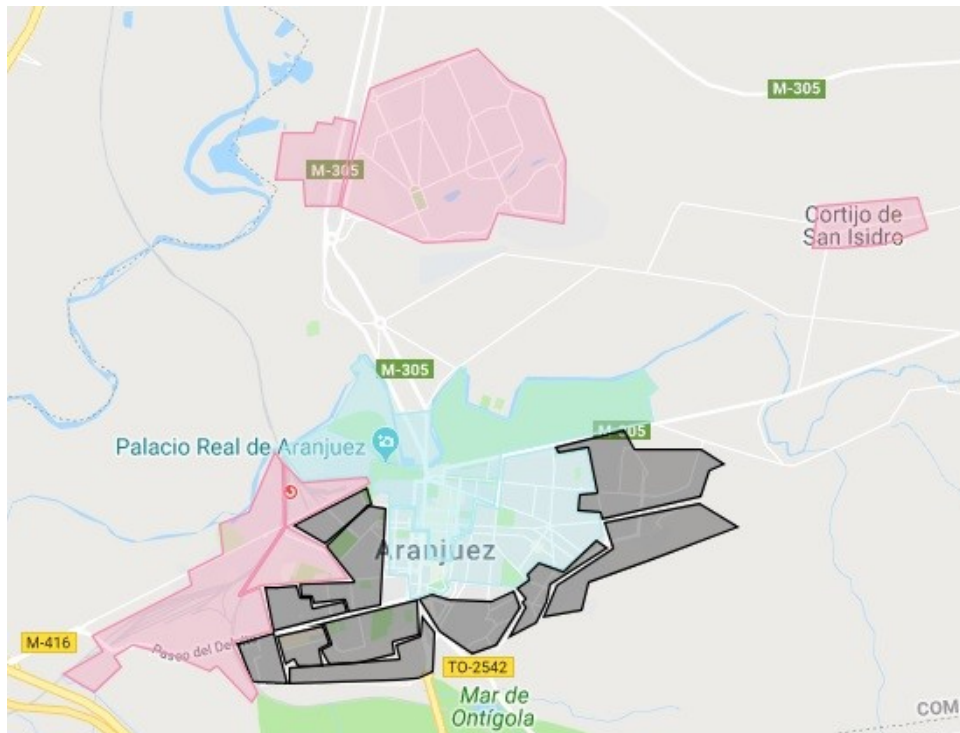 M-305
M-305
Cortijo de
San Isidro
M-305
Palacio Real de Aranjuez
M-305
Aranjuez
M-416
Paseo del Deleite
TO-2542
Mar de
Ontígola
COM